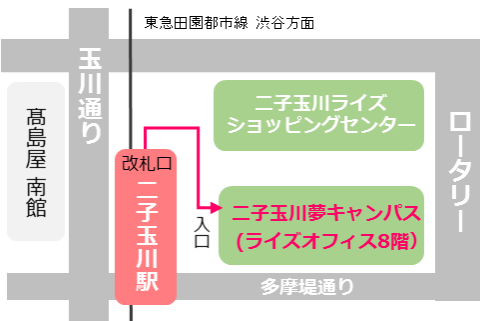 東急田園都市線 渋谷方面
玉川通り
髙島屋 南館
改札口
二子玉川駅
入口
二子玉川ライズ
ショッピングセンター
二子玉川夢キャンパス
(ライズオフィス8階)
ロータリー
多摩堤通り